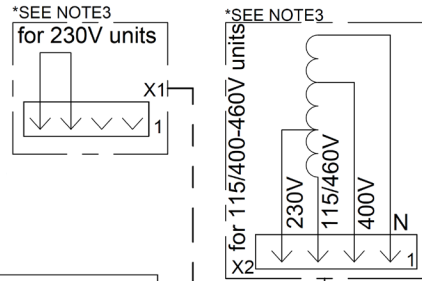 *SEE NOTE3
for 230V units
X1
1
*SEE NOTE3
for 115/400-460V units
230V
115/460V
400V
N
X2
1